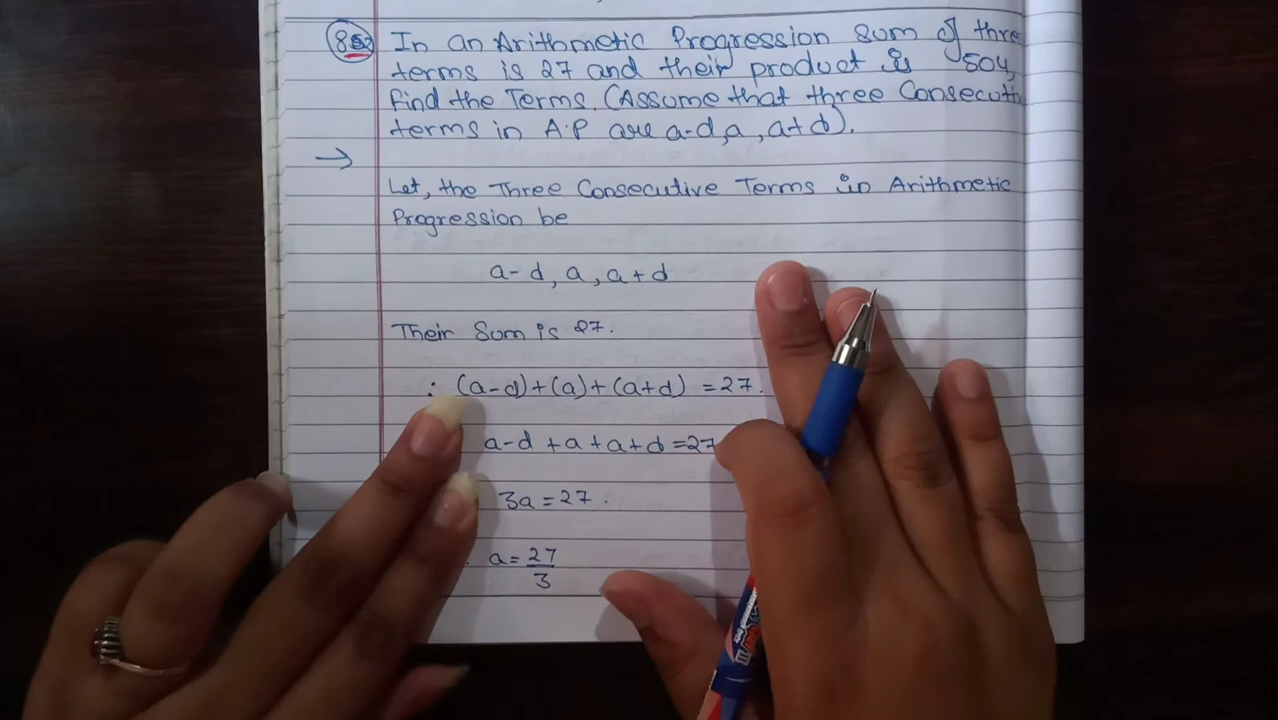 In an Arithmetic Progression Sum of three
terms is 27 and their product is 504,
find the Terms. (Assume that three Consecuti
terms in A.P are a-d, a, a+d).
Let, the Three Consecutive Terms in Arithmetic
Progression be
a-d, a, a+d
Their Sum is 27.
∴ (a-d)+(a)+(a+d) = 27.
a-d +a+a+d=27
3a=27.
a=27/3